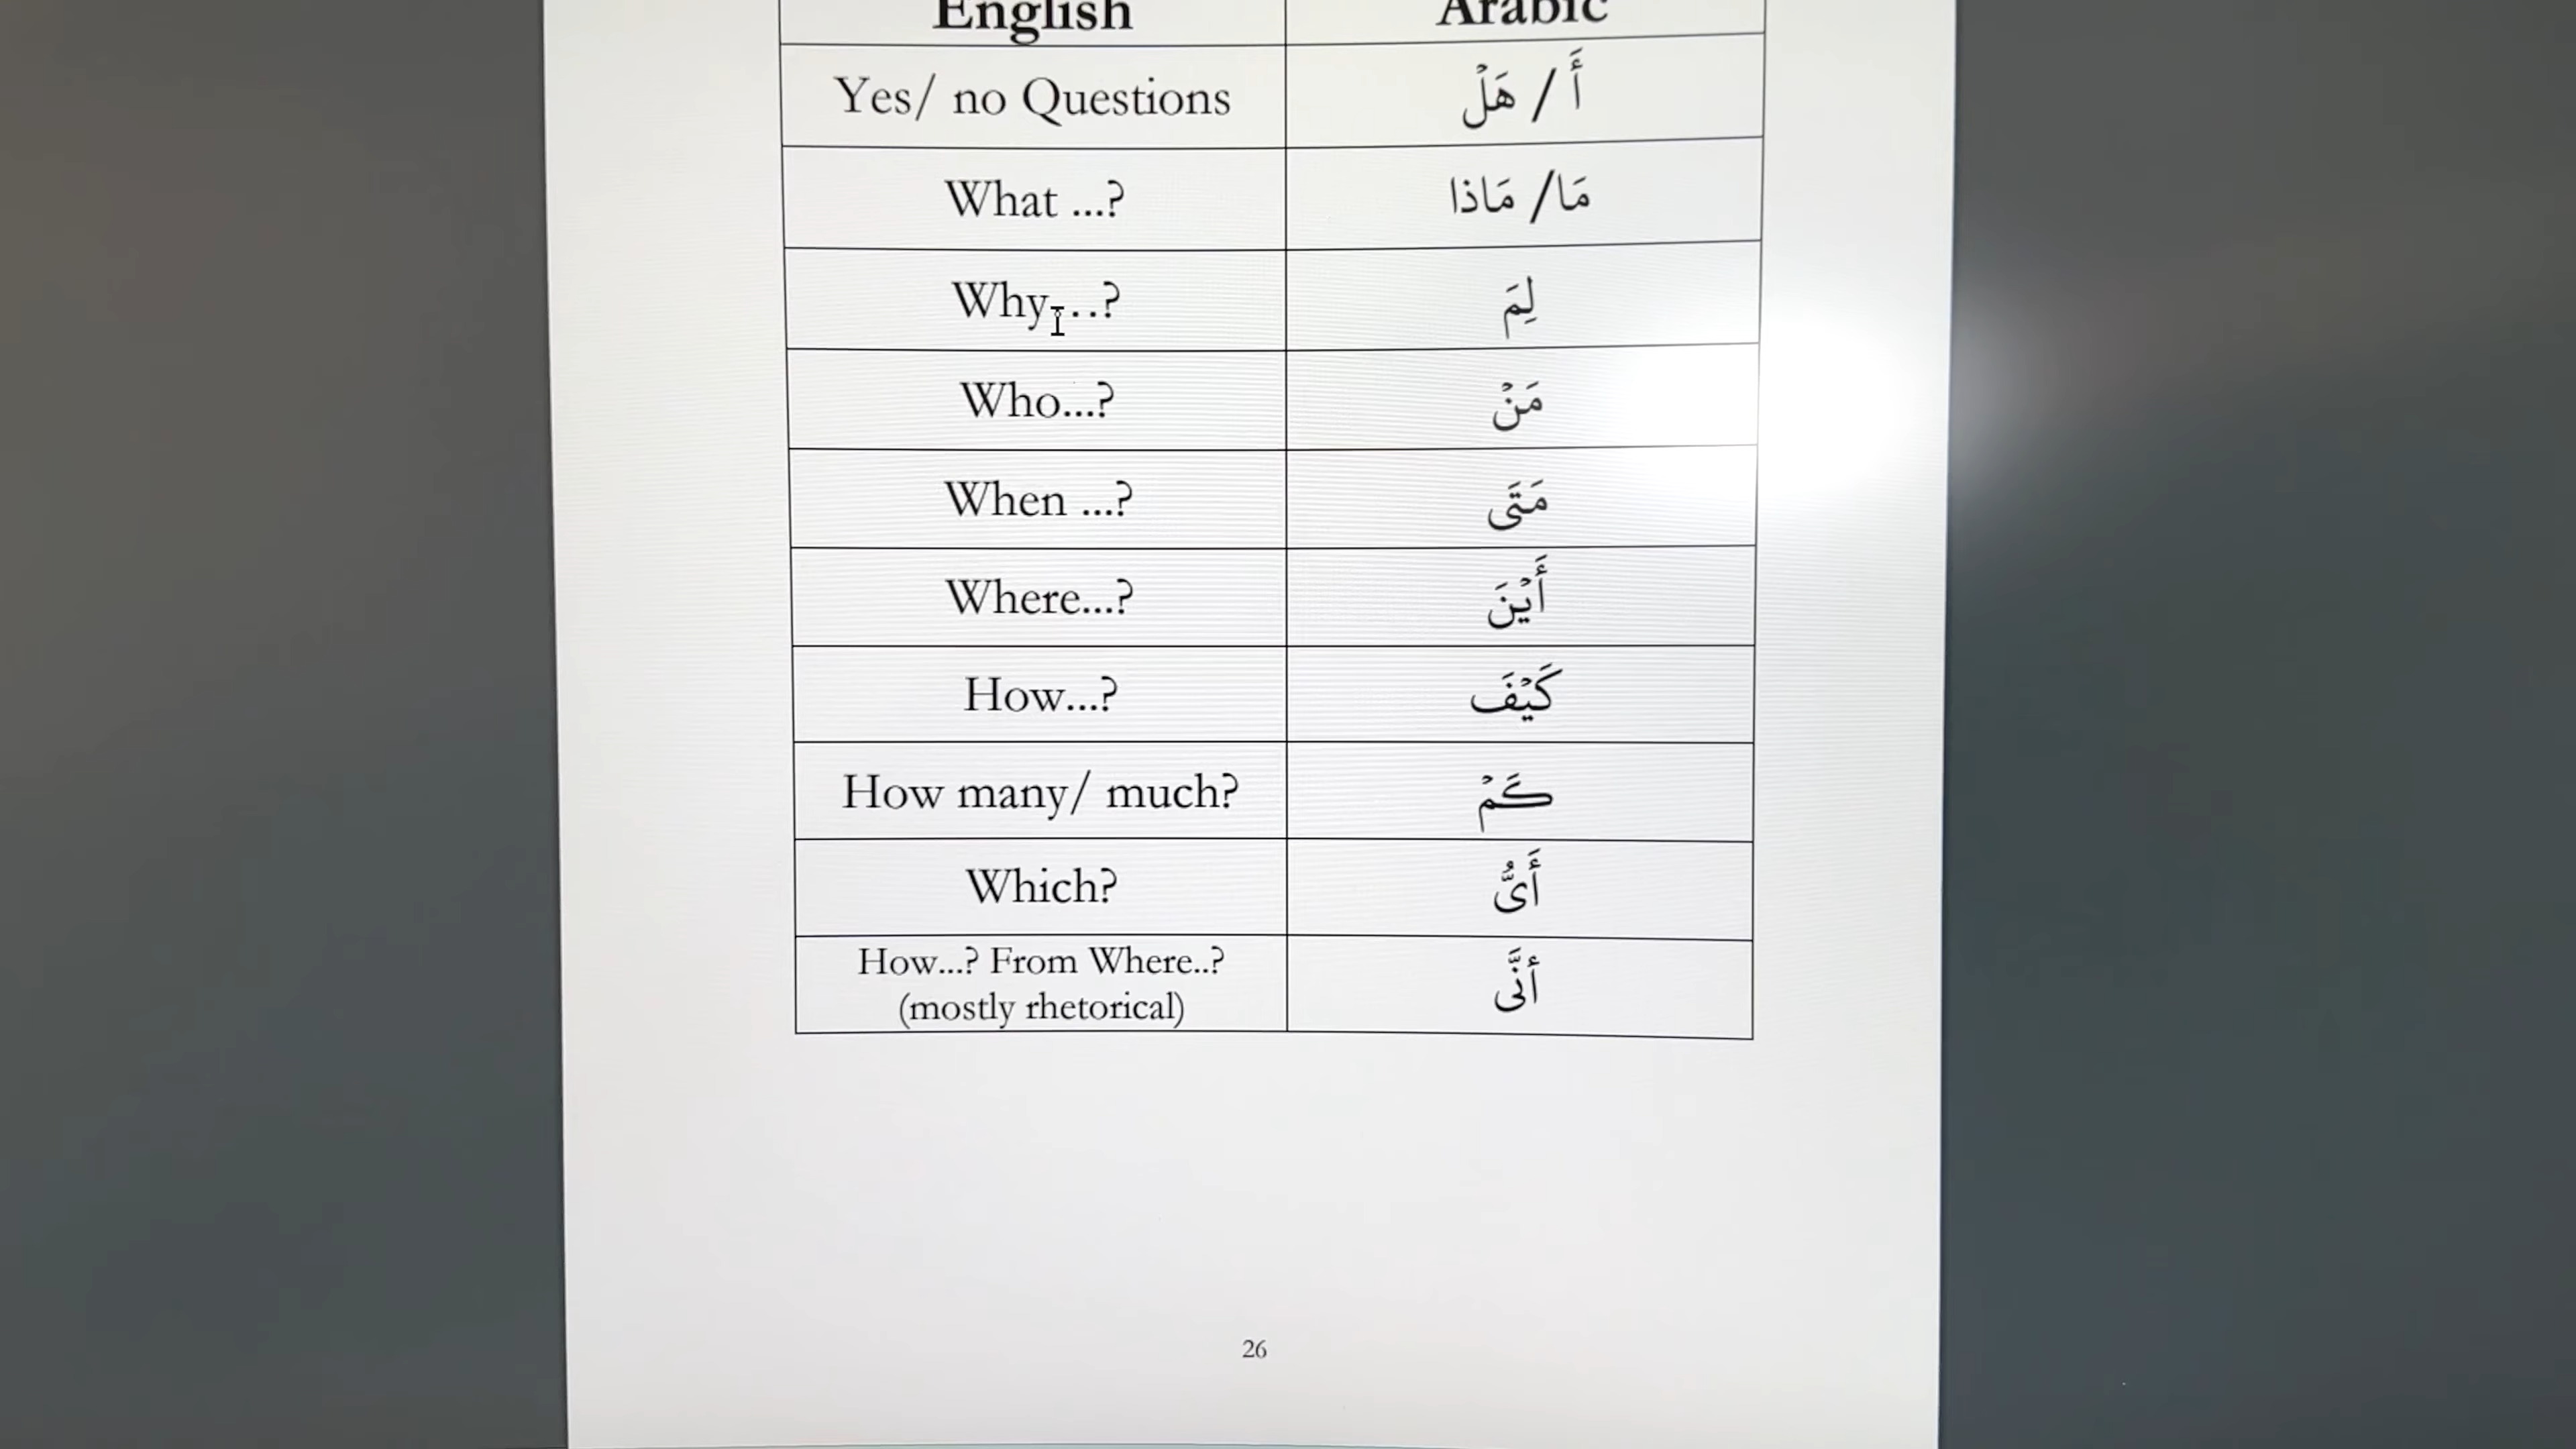 English Arabic
Yes/ no Questions أَ / هَلْ
What ...? مَا/ مَاذا
Why...? لِمَ
Who...? مَنْ
When ...? مَتَى
Where...? أَيْنَ
How...? كَيْفَ
How many/ much? كَمْ
Which? أَىُّ
How...? From Where..? أنَّى
(mostly rhetorical)
26